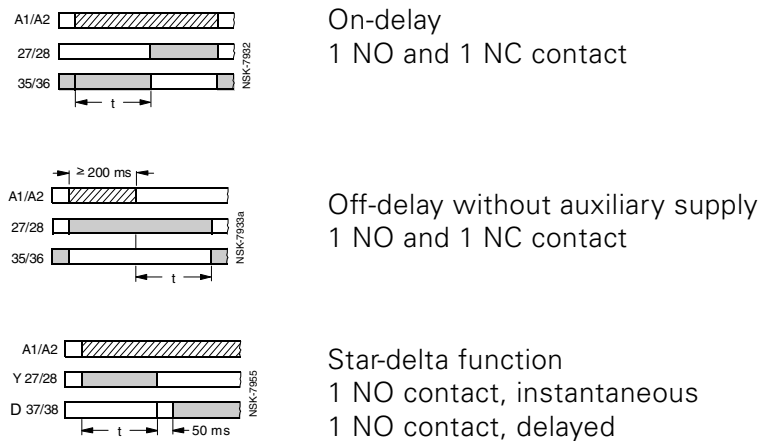 A1/A2
27/28
35/36
t
NSK-7932
On-delay
1 NO and 1 NC contact
≥ 200 ms
A1/A2
27/28
35/36
t
NSK-7933a
Off-delay without auxiliary supply
1 NO and 1 NC contact
A1/A2
Y 27/28
D 37/38
t
50 ms
NSK-7955
Star-delta function
1 NO contact, instantaneous
1 NO contact, delayed